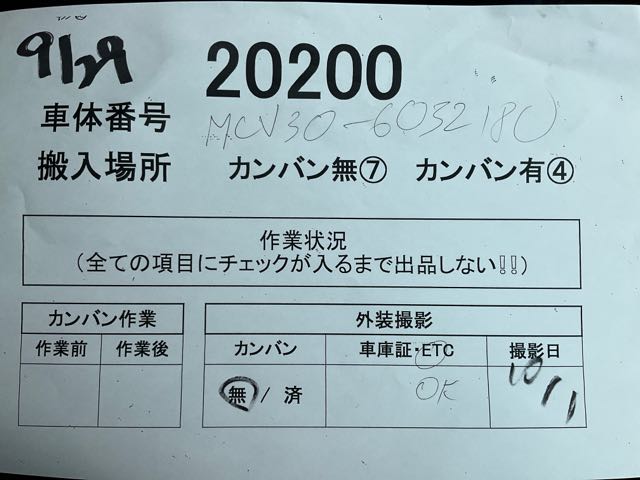 9/29
20200
車体番号 MCV30-6032180
搬入場所 カンバン無⑦ カンバン有④
作業状況
(全ての項目にチェックが入るまで出品しない!!)
カンバン作業
作業前 作業後
外装撮影
カンバン 車庫証・ETC 撮影日
無 / 済 OK 10/1